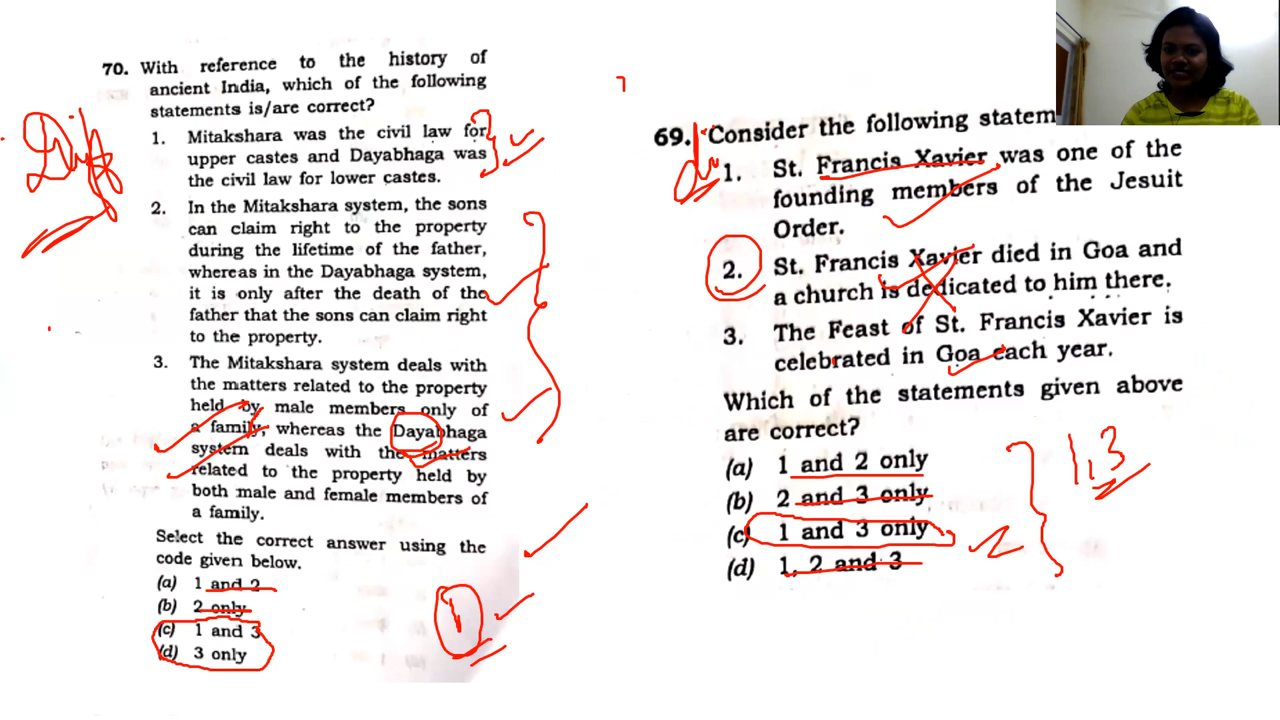 70. With reference to the history of
ancient India, which of the following
statements is/are correct?
1. Mitakshara was the civil law for
upper castes and Dayabhaga was
the civil law for lower castes.
2. In the Mitakshara system, the sons
can claim right to the property
during the lifetime of the father,
whereas in the Dayabhaga system,
it is only after the death of the
father that the sons can claim right
to the property.
3. The Mitakshara system deals with
the matters related to the property
held by male members only of
a family, whereas the Dayabhaga
system deals with the matters
related to the property held by
both male and female members of
a family.
Select the correct answer using the
code given below.
(a) 1 and 2
(b) 2 only
(c) 1 and 3
(d) 3 only
Diff
1
69. Consider the following statem
1. St. Francis Xavier was one of the
founding members of the Jesuit
Order.
2. St. Francis Xavier died in Goa and
a church is dedicated to him there.
3. The Feast of St. Francis Xavier is
celebrated in Goa each year.
Which of the statements given above
are correct?
(a) 1 and 2 only
(b) 2 and 3 only
(c) 1 and 3 only
(d) 1, 2 and 3
1,3